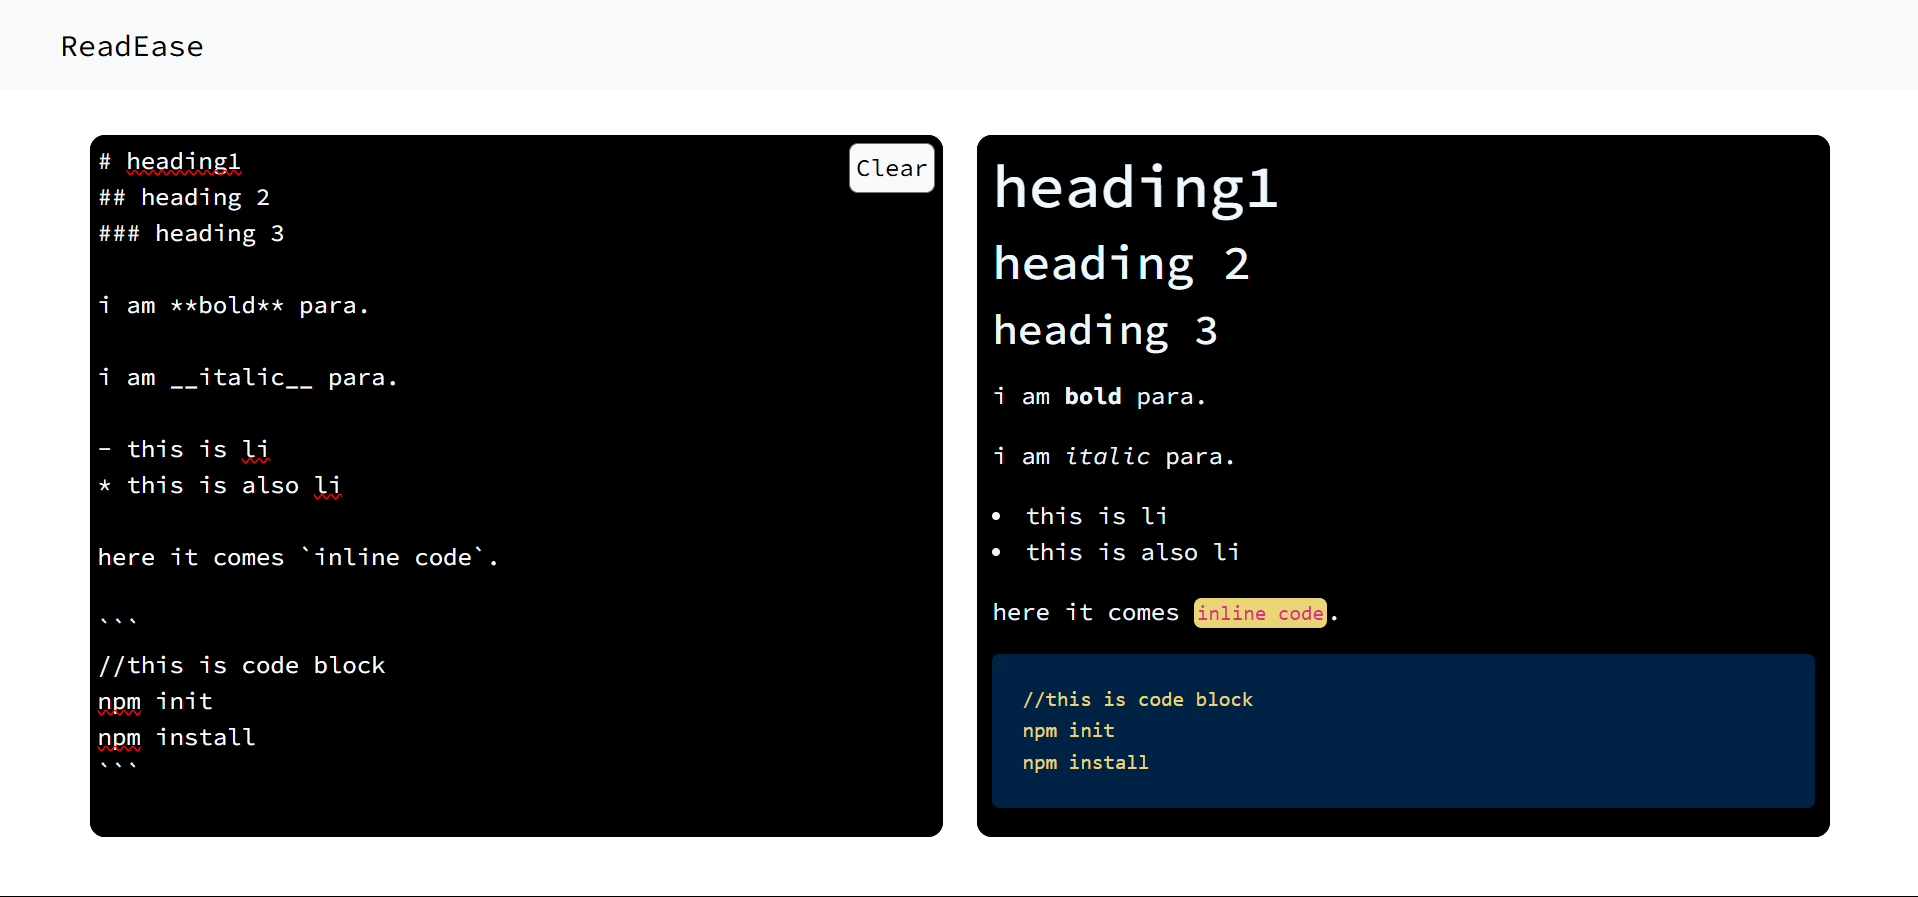 ReadEase
# heading1
## heading 2
### heading 3
i am **bold** para.
i am __italic__ para.
- this is li
* this is also li
here it comes `inline code`.
```
//this is code block
npm init
npm install
```
Clear
heading1
heading 2
heading 3
i am bold para.
i am italic para.
• this is li
• this is also li
here it comes inline code.
//this is code block
npm init
npm install